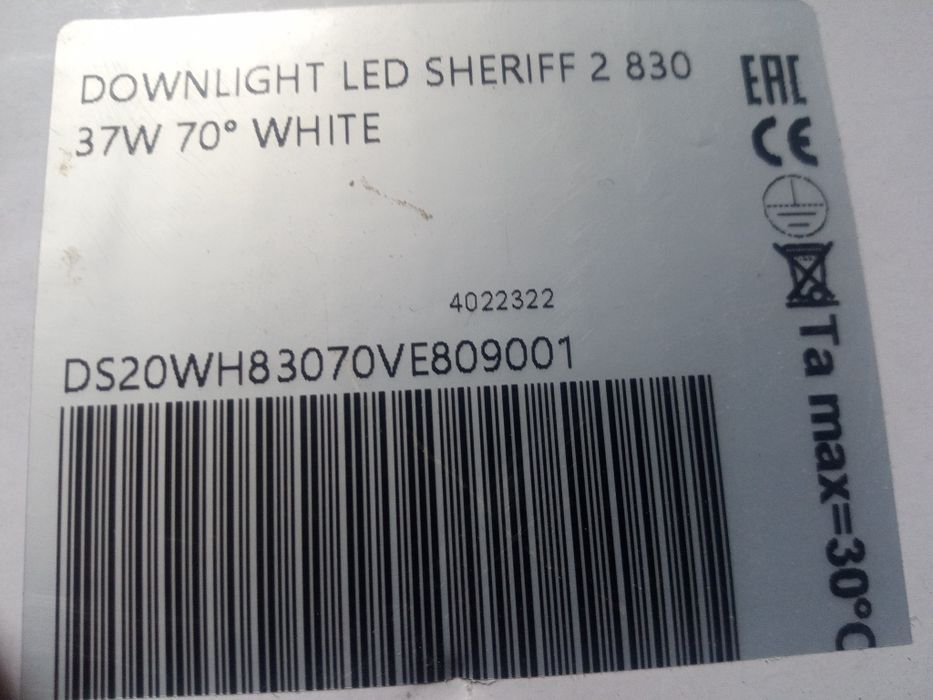 DOWNLIGHT LED SHERIFF 2 830
37W 70° WHITE
4022322
DS20WH83070VE809001
EAC
CE
Ta max=30°C